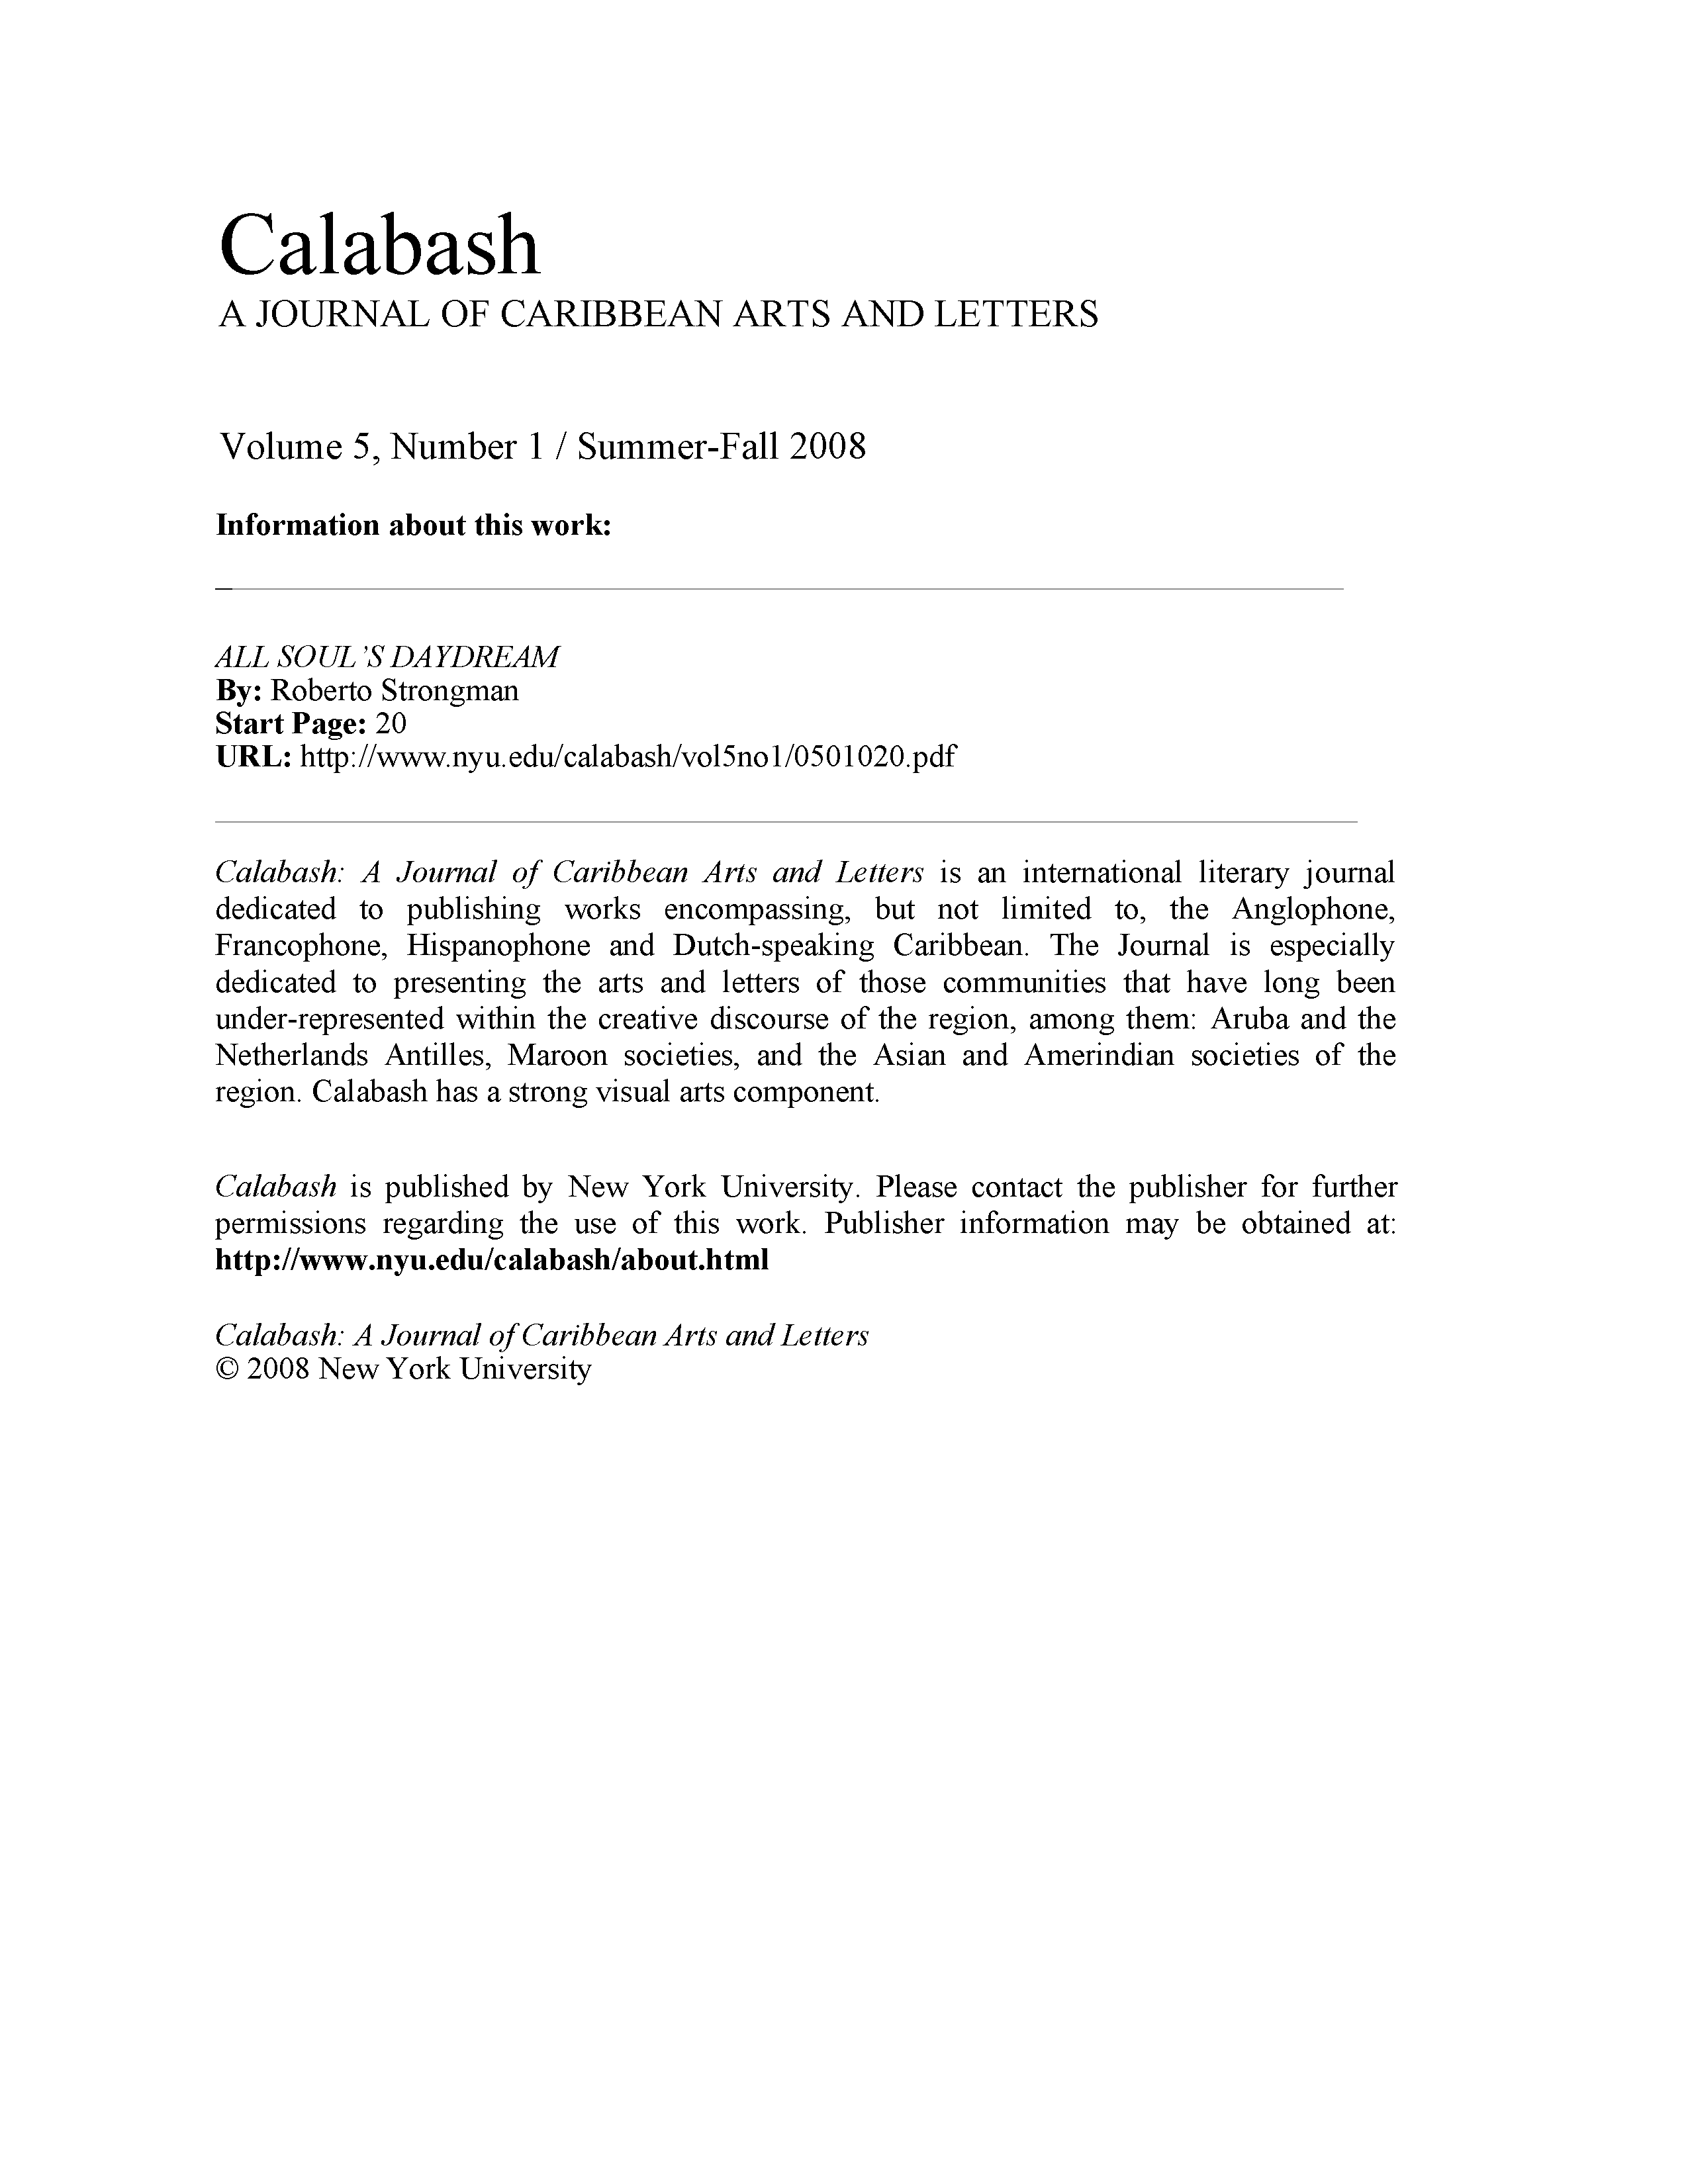 Calabash
A JOURNAL OF CARIBBEAN ARTS AND LETTERS
Volume 5, Number 1 / Summer-Fall 2008
Information about this work:
ALL SOUL'S DAYDREAM
By: Roberto Strongman
Start Page: 20
URL: http://www.nyu.edu/calabash/vol5no1/0501020.pdf
Calabash: A Journal of Caribbean Arts and Letters is an international literary journal
dedicated to publishing works encompassing, but not limited to, the Anglophone,
Francophone, Hispanophone and Dutch-speaking Caribbean. The Journal is especially
dedicated to presenting the arts and letters of those communities that have long been
under-represented within the creative discourse of the region, among them: Aruba and the
Netherlands Antilles, Maroon societies, and the Asian and Amerindian societies of the
region. Calabash has a strong visual arts component.
Calabash is published by New York University. Please contact the publisher for further
permissions regarding the use of this work. Publisher information may be obtained at:
http://www.nyu.edu/calabash/about.html
Calabash: A Journal of Caribbean Arts and Letters
© 2008 New York University